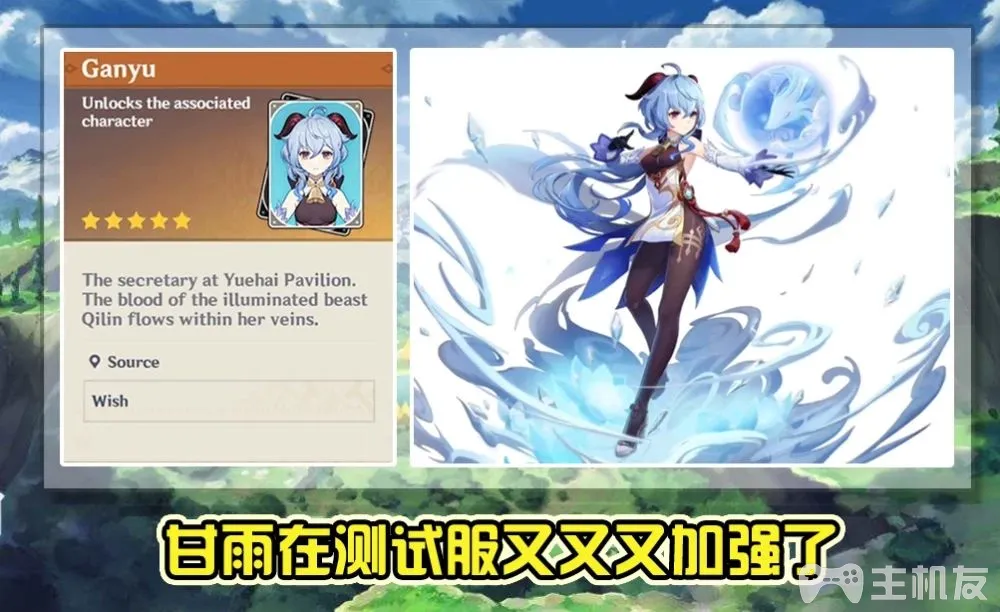 Ganyu
Unlocks the associated
character
The secretary at Yuehai Pavilion.
The blood of the illuminated beast
Qilin flows within her veins.
Source
Wish
甘雨在测试服又又又加强了
主机友